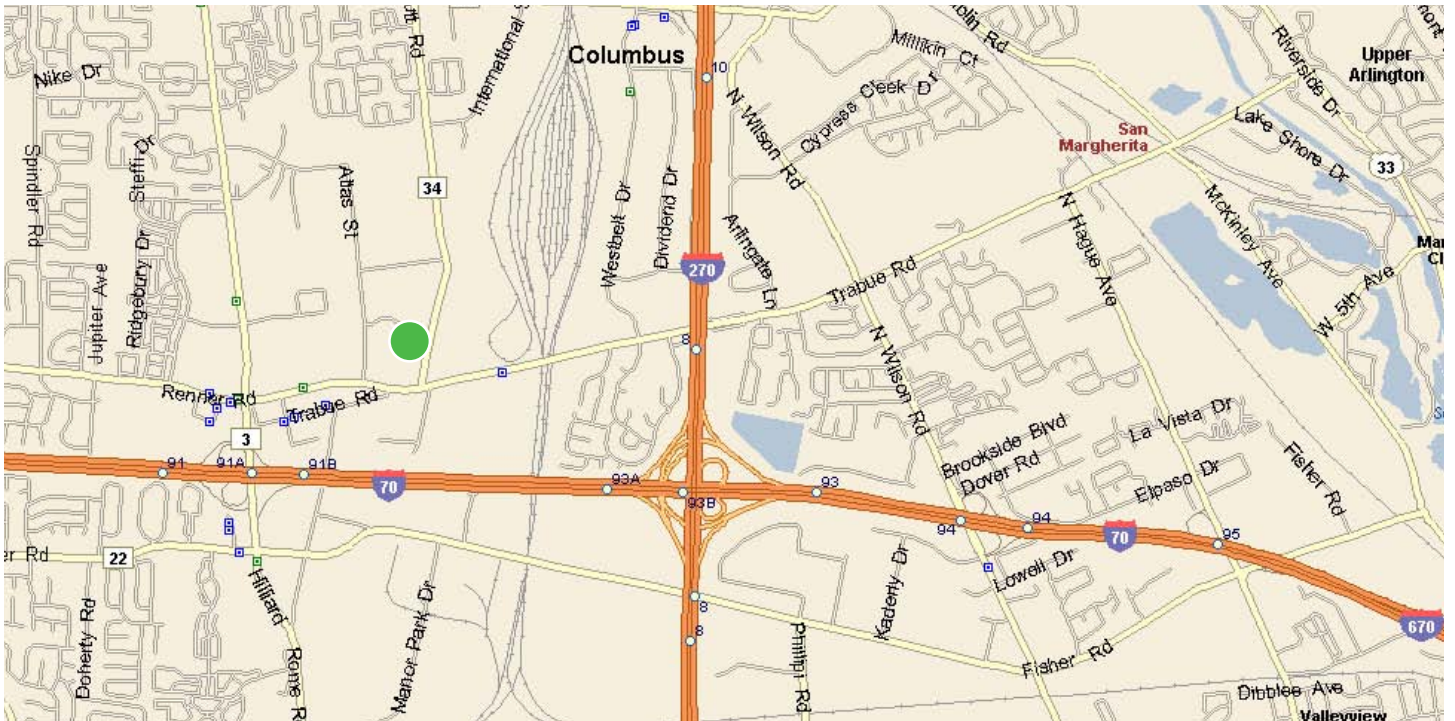 Columbus
10
Millikin Ct
Riverside Dr
Upper
Arlington
Nike Dr
Cypress Creek Dr
N Wilson Rd
San
Margherita
Lake Shore Dr
33
Spindler Rd
Steffi Dr
Atlas St
34
Westbelt Dr
Dividend Dr
Arlingate Ln
270
N Hague Ave
McKinley Ave
Ridgebury Dr
Jupiter Ave
Trabue Rd
W 5th Ave
8
N Wilson Rd
Renner Rd
Trabue Rd
3
La Vista Dr
Brookside Blvd
Dover Rd
Elpaso Dr
Fisher Rd
91
91A
91B
70
93A
93B
93
94
94
70
95
22
Lowell Dr
Kaderly Dr
Hilliard
Rome R
Doherty Rd
Manor Park Dr
8
8
Phillipi Rd
Fisher Rd
670
Dibblee Ave
Valleyview